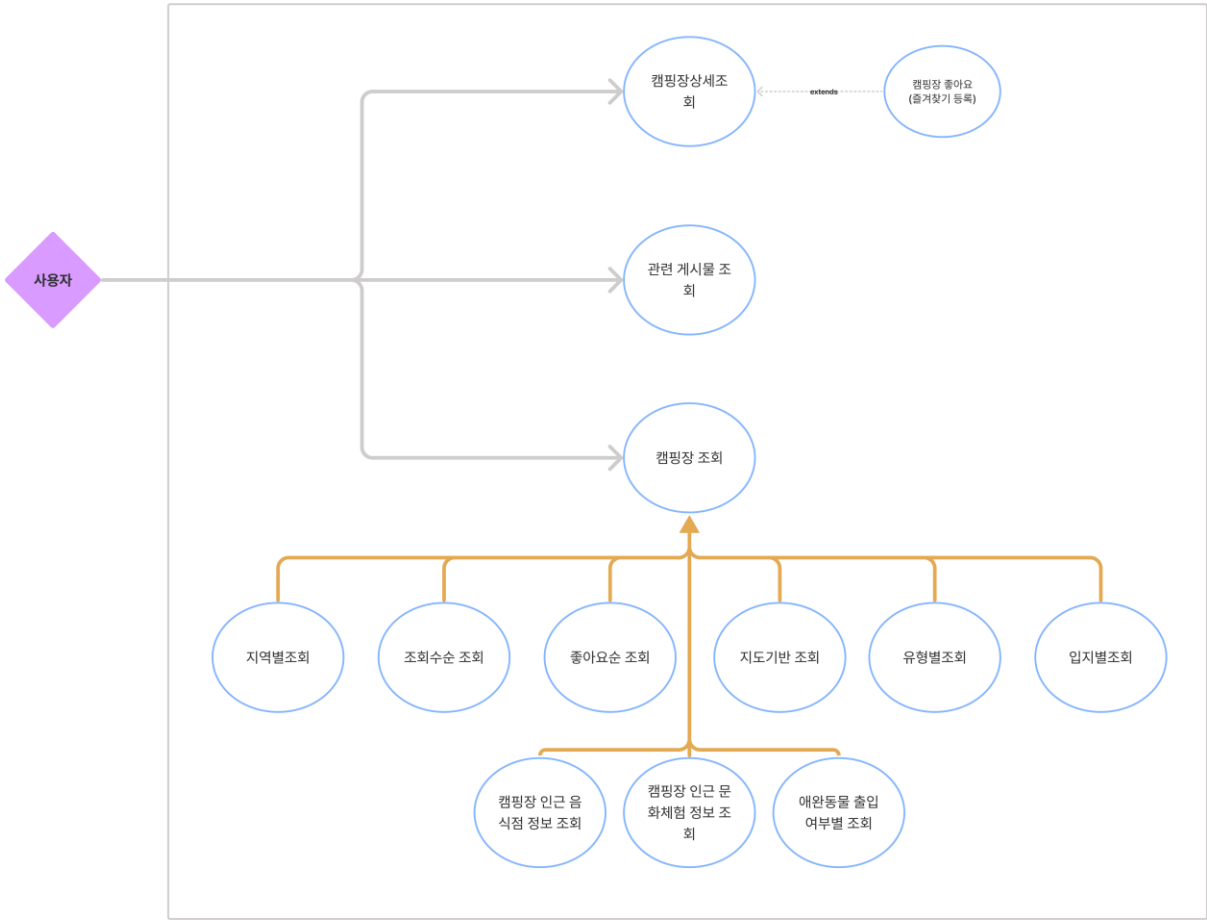 캠핑장상세조
회
extends
캠핑장 좋아요
(즐겨찾기 등록)
사용자
관련 게시물 조
회
캠핑장 조회
지역별조회
조회수순 조회
좋아요순 조회
지도기반 조회
유형별조회
입지별조회
캠핑장 인근 음
식점 정보 조회
캠핑장 인근 문
화체험 정보 조
회
애완동물 출입
여부별 조회